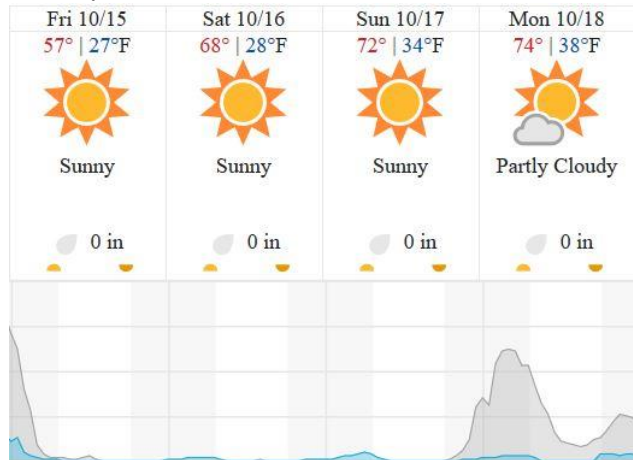 Fri 10/15 Sat 10/16 Sun 10/17 Mon 10/18
57° | 27°F 68° | 28°F 72° | 34°F 74° | 38°F
Sunny Sunny Sunny Partly Cloudy
0 in 0 in 0 in 0 in